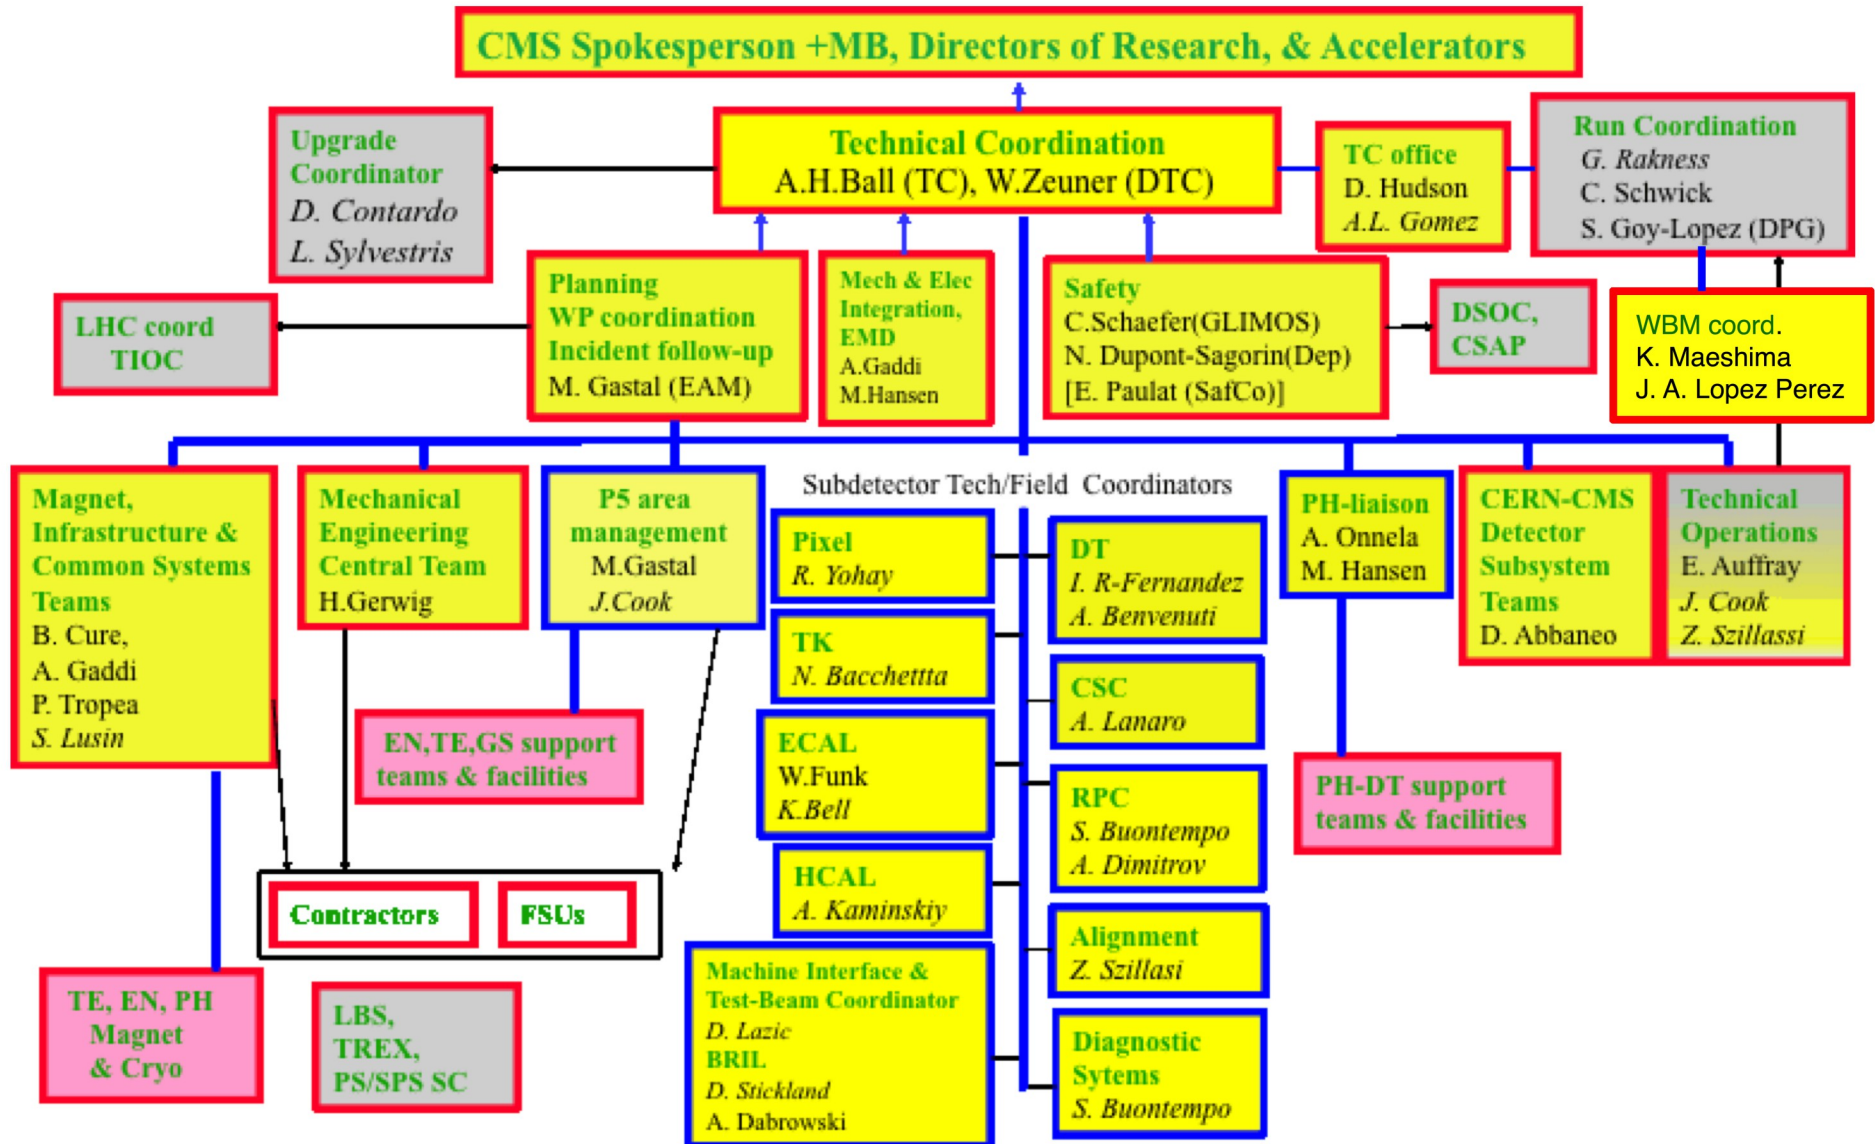 CMS Spokesperson +MB, Directors of Research, & Accelerators
Upgrade
Coordinator
D. Contardo
L. Sylvestris
Technical Coordination
A.H.Ball (TC), W.Zeuner (DTC)
TC office
D. Hudson
A.L. Gomez
Run Coordination
G. Rakness
C. Schwick
S. Goy-Lopez (DPG)
LHC coord
TIOC
Planning
WP coordination
Incident follow-up
M. Gastal (EAM)
Mech & Elec
Integration,
EMD
A.Gaddi
M.Hansen
Safety
C.Schaefer(GLIMOS)
N. Dupont-Sagorin(Dep)
[E. Paulat (SafCo)]
DSOC,
CSAP
WBM coord.
K. Maeshima
J. A. Lopez Perez
Magnet,
Infrastructure &
Common Systems
Teams
B. Cure,
A. Gaddi
P. Tropea
S. Lusin
Mechanical
Engineering
Central Team
H.Gerwig
P5 area
management
M.Gastal
J.Cook
Subdetector Tech/Field Coordinators
Pixel
R. Yohay
TK
N. Bacchettta
ECAL
W.Funk
K.Bell
HCAL
A. Kaminskiy
Machine Interface &
Test-Beam Coordinator
D. Lazic
BRIL
D. Stickland
A. Dabrowski
DT
I. R-Fernandez
A. Benvenuti
CSC
A. Lanaro
RPC
S. Buontempo
A. Dimitrov
Alignment
Z. Szillasi
Diagnostic
Sytems
S. Buontempo
PH-liaison
A. Onnela
M. Hansen
CERN-CMS
Detector
Subsystem
Teams
D. Abbaneo
Technical
Operations
E. Auffray
J. Cook
Z. Szillassi
EN,TE,GS support
teams & facilities
PH-DT support
teams & facilities
Contractors
FSUs
TE, EN, PH
Magnet
& Cryo
LBS,
TREX,
PS/SPS SC